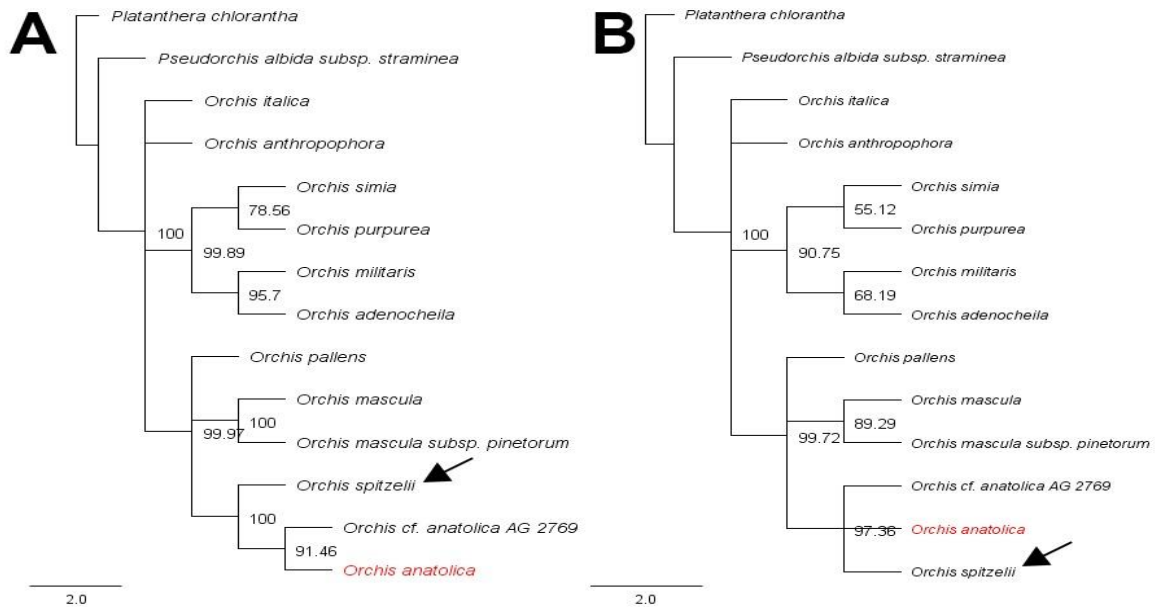 A
Platanthera chlorantha
Pseudorchis albida subsp. straminea
Orchis italica
Orchis anthropophora
Orchis simia
78.56
Orchis purpurea
100
99.89
Orchis militaris
95.7
Orchis adenocheila
Orchis pallens
Orchis mascula
100
99.97
Orchis mascula subsp. pinetorum
Orchis spitzelii
100
Orchis cf. anatolica AG 2769
91.46
Orchis anatolica
2.0
B
Platanthera chlorantha
Pseudorchis albida subsp. straminea
Orchis italica
Orchis anthropophora
Orchis simia
55.12
Orchis purpurea
100
90.75
Orchis militaris
68.19
Orchis adenocheila
Orchis pallens
Orchis mascula
89.29
99.72
Orchis mascula subsp. pinetorum
Orchis cf. anatolica AG 2769
97.36
Orchis anatolica
Orchis spitzelii
2.0